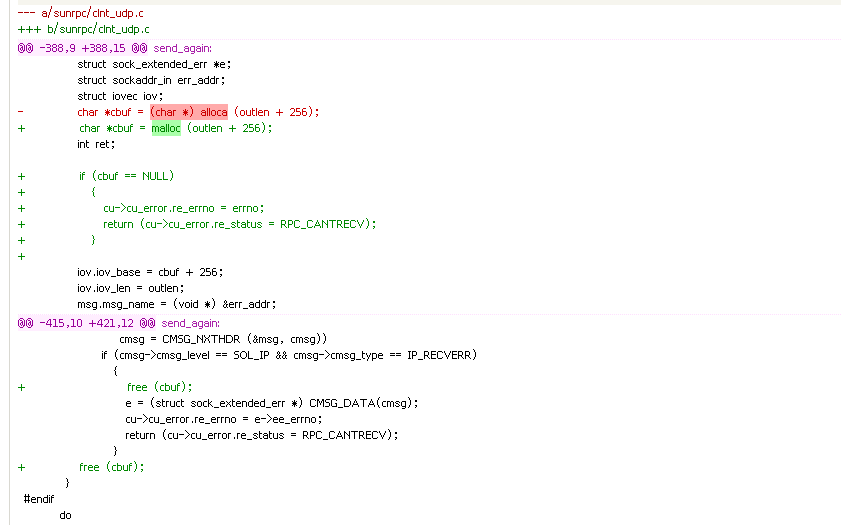 --- a/sunrpc/clnt_udp.c
+++ b/sunrpc/clnt_udp.c
@@ -388,9 +388,15 @@ send_again:
struct sock_extended_err *e;
struct sockaddr_in err_addr;
struct iovec iov;
- char *cbuf = (char *) alloca (outlen + 256);
+ char *cbuf = malloc (outlen + 256);
int ret;
+ if (cbuf == NULL)
+ {
+ cu->cu_error.re_errno = errno;
+ return (cu->cu_error.re_status = RPC_CANTRECV);
+ }
+
iov.iov_base = cbuf + 256;
iov.iov_len = outlen;
msg.msg_name = (void *) &err_addr;
@@ -415,10 +421,12 @@ send_again:
cmsg = CMSG_NXTHDR (&msg, cmsg))
if (cmsg->cmsg_level == SOL_IP && cmsg->cmsg_type == IP_RECVERR)
{
+ free (cbuf);
e = (struct sock_extended_err *) CMSG_DATA(cmsg);
cu->cu_error.re_errno = e->ee_errno;
return (cu->cu_error.re_status = RPC_CANTRECV);
}
+ free (cbuf);
}
#endif
do